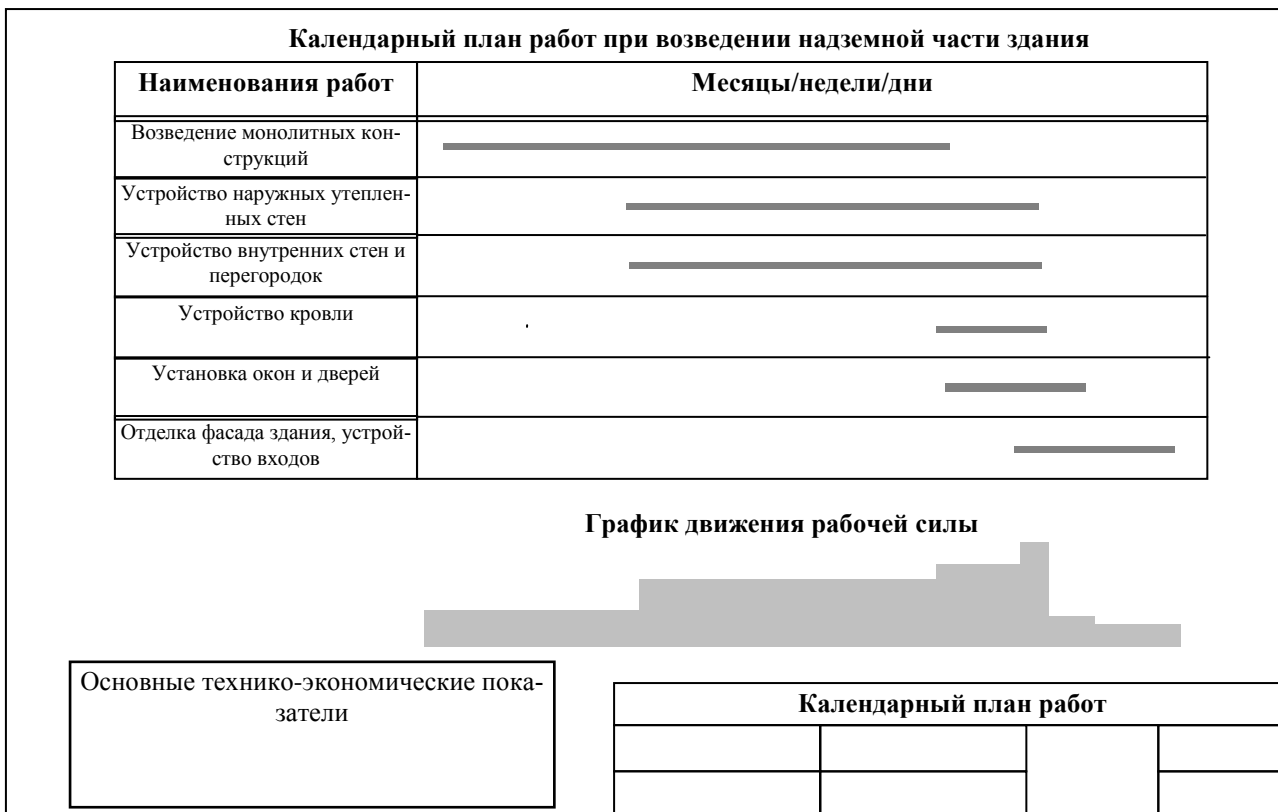 Календарный план работ при возведении надземной части здания
Наименования работ
Месяцы/недели/дни
Возведение монолитных кон-
струкций
Устройство наружных утеплен-
ных стен
Устройство внутренних стен и
перегородок
Устройство кровли
Установка окон и дверей
Отделка фасада здания, устрой-
ство входов
График движения рабочей силы
Основные технико-экономические пока-
затели
Календарный план работ